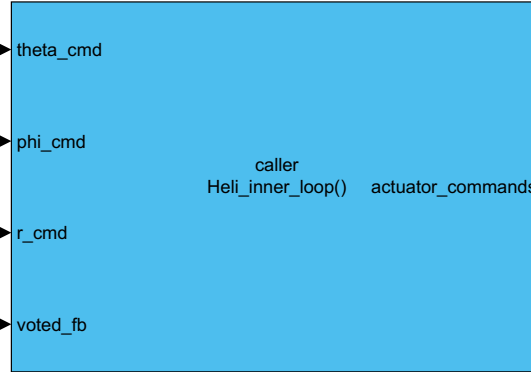 theta_cmd
phi_cmd
caller
Heli_inner_loop()
actuator_commands
r_cmd
voted_fb